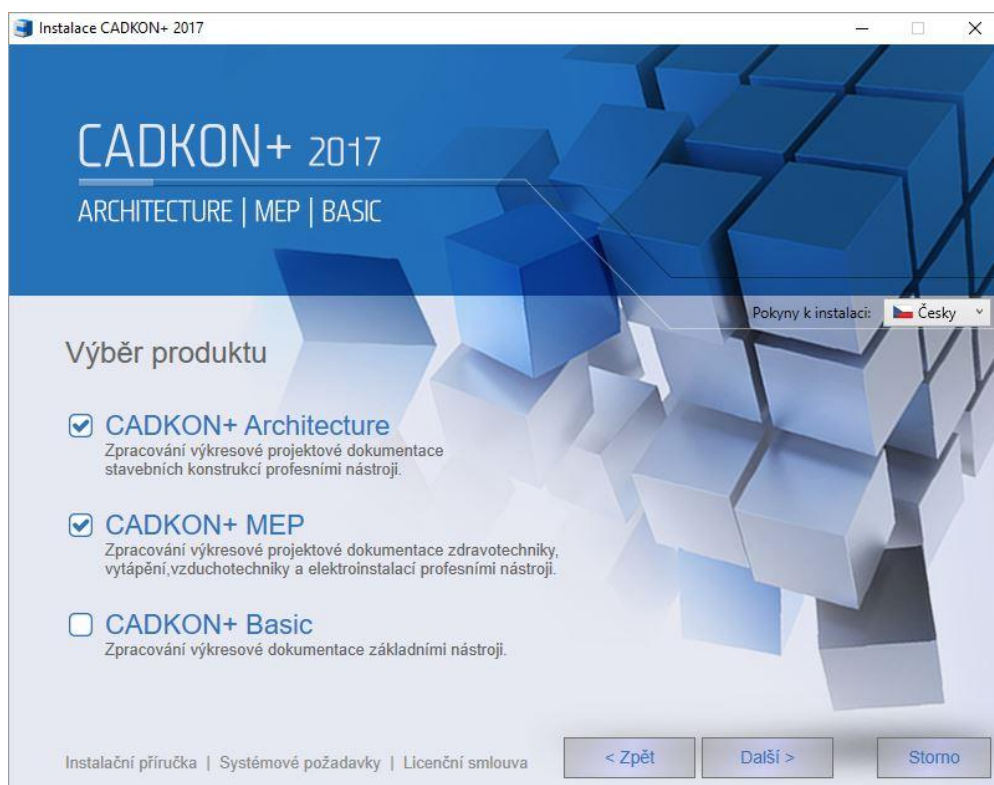 Instalace CADKON+ 2017
CADKON+ 2017
ARCHITECTURE | MEP | BASIC
Pokyny k instalaci:
Česky
Výběr produktu
CADKON+ Architecture
Zpracování výkresové projektové dokumentace
stavebních konstrukcí profesními nástroji.
CADKON+ MEP
Zpracování výkresové projektové dokumentace zdravotechniky,
vytápění,vzduchotechniky a elektroinstalací profesními nástroji.
CADKON+ Basic
Zpracování výkresové dokumentace základními nástroji.
Instalační příručka | Systémové požadavky | Licenční smlouva
< Zpět
Další >
Storno